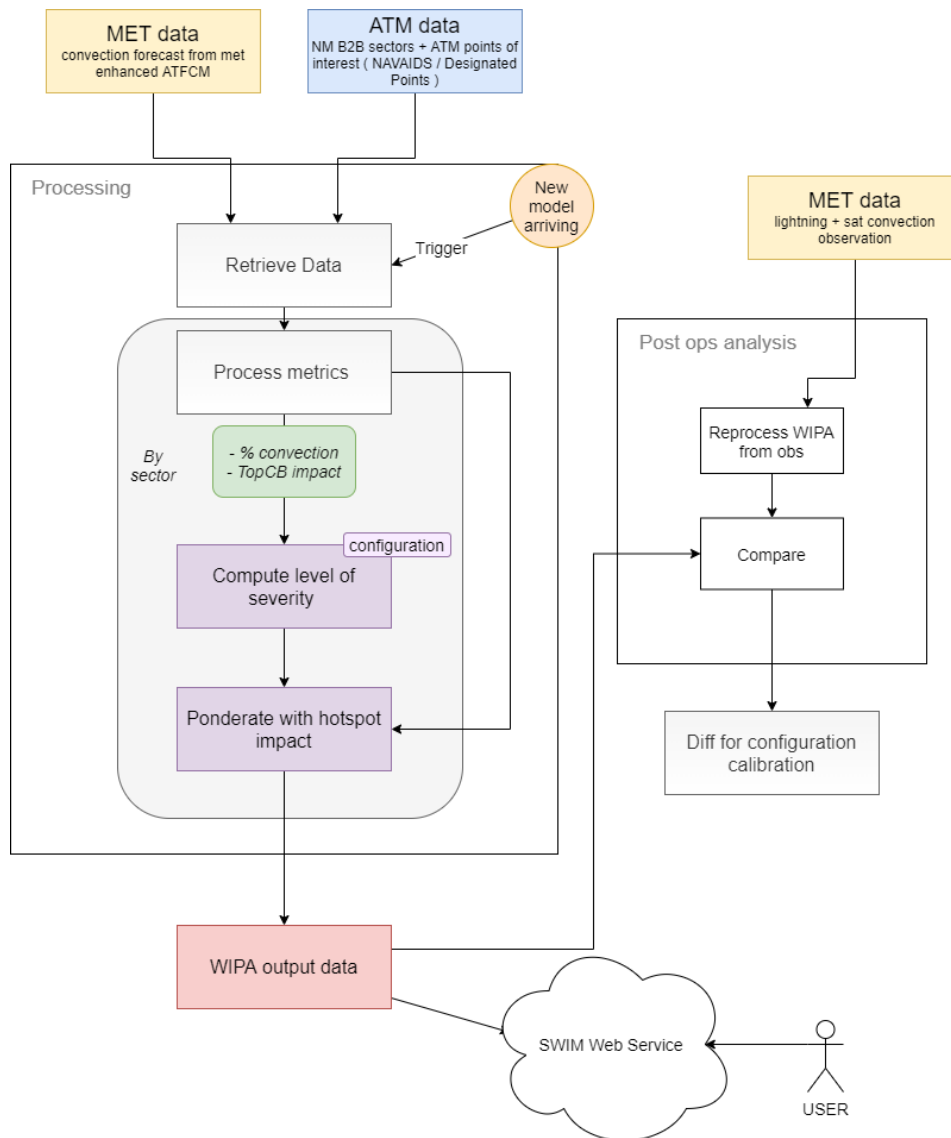 MET data
convection forecast from met
enhanced ATFCM
ATM data
NM B2B sectors + ATM points of
interest ( NAVAIDS / Designated
Points )
Processing
New
model
arriving
Trigger
Retrieve Data
Process metrics
By
sector
- % convection
- TopCB impact
configuration
Compute level of
severity
Ponderate with hotspot
impact
WIPA output data
MET data
lightning + sat convection
observation
Post ops analysis
Reprocess WIPA
from obs
Compare
Diff for configuration
calibration
SWIM Web Service
USER